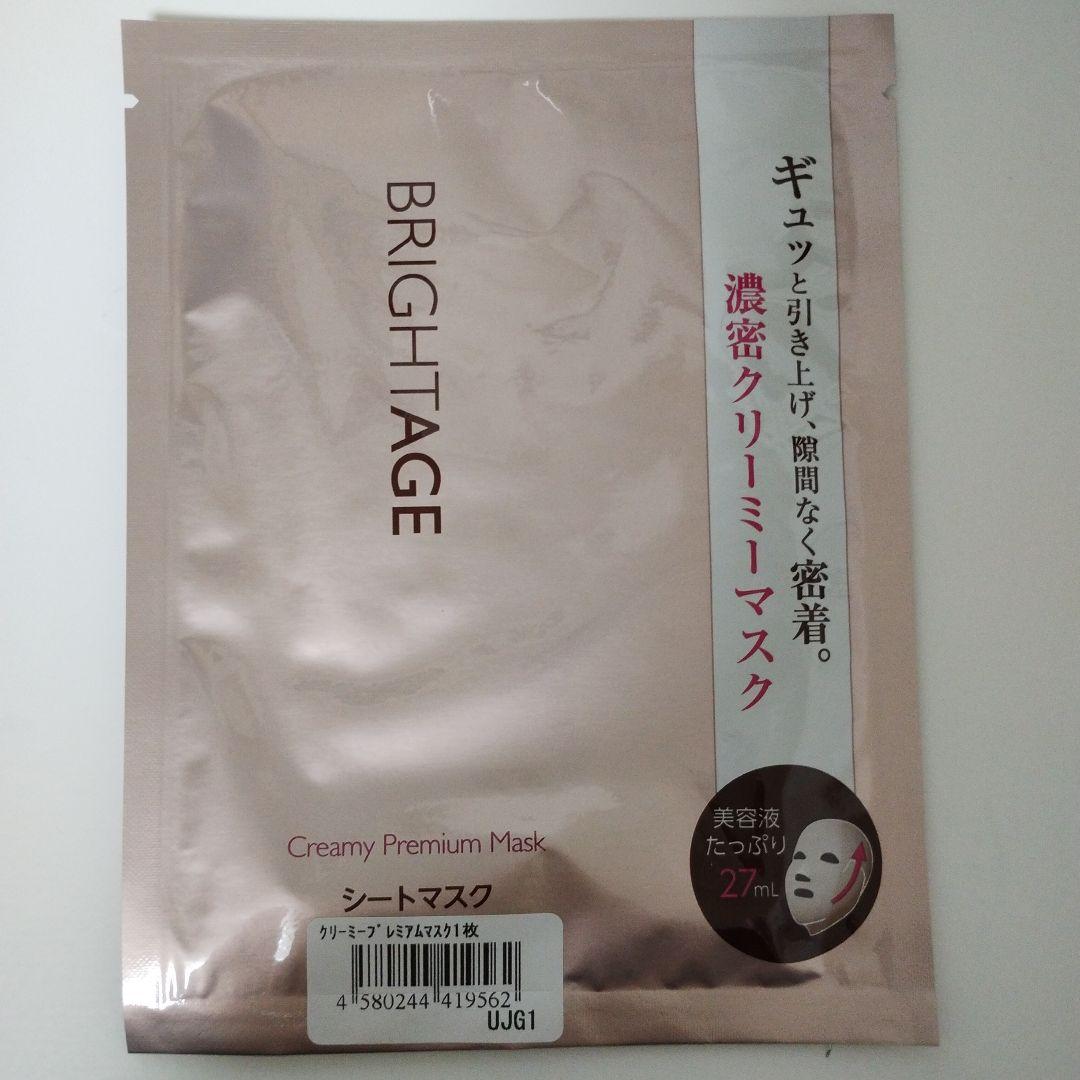 ギュッと引き上げ、隙間なく密着。
濃密クリーミーマスク
BRIGHTAGE
美容液
たっぷり
27mL
Creamy Premium Mask
シートマスク
ｸﾘｰﾐｰﾌﾟﾚﾐｱﾑﾏｽｸ1枚
4 580244 419562
UJG1